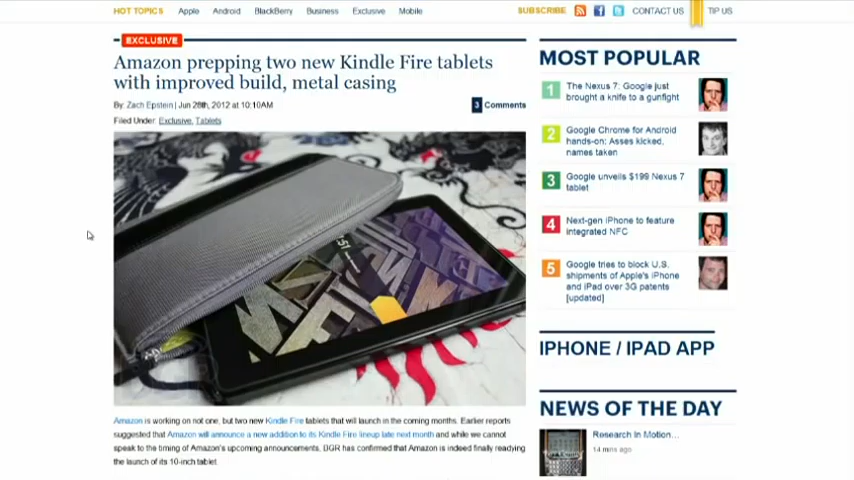 HOT TOPICS Apple Android BlackBerry Business Exclusive Mobile SUBSCRIBE CONTACT US TIP US
EXCLUSIVE
Amazon prepping two new Kindle Fire tablets
with improved build, metal casing
By: Zach Epstein | Jun 28th, 2012 at 10:10AM
3 Comments
Filed Under: Exclusive, Tablets
Amazon is working on not one, but two new Kindle Fire tablets that will launch in the coming months. Earlier reports
suggested that Amazon will announce a new addition to its Kindle Fire lineup late next month and while we cannot
speak to the timing of Amazon's upcoming announcements, BGR has confirmed that Amazon is indeed finally readying
the launch of its 10-inch tablet.
MOST POPULAR
1 The Nexus 7: Google just
brought a knife to a gunfight
2 Google Chrome for Android
hands-on: Asses kicked,
names taken
3 Google unveils $199 Nexus 7
tablet
4 Next-gen iPhone to feature
integrated NFC
5 Google tries to block U.S.
shipments of Apple's iPhone
and iPad over 3G patents
[updated]
IPHONE / IPAD APP
NEWS OF THE DAY
Research In Motion...
14 mins ago